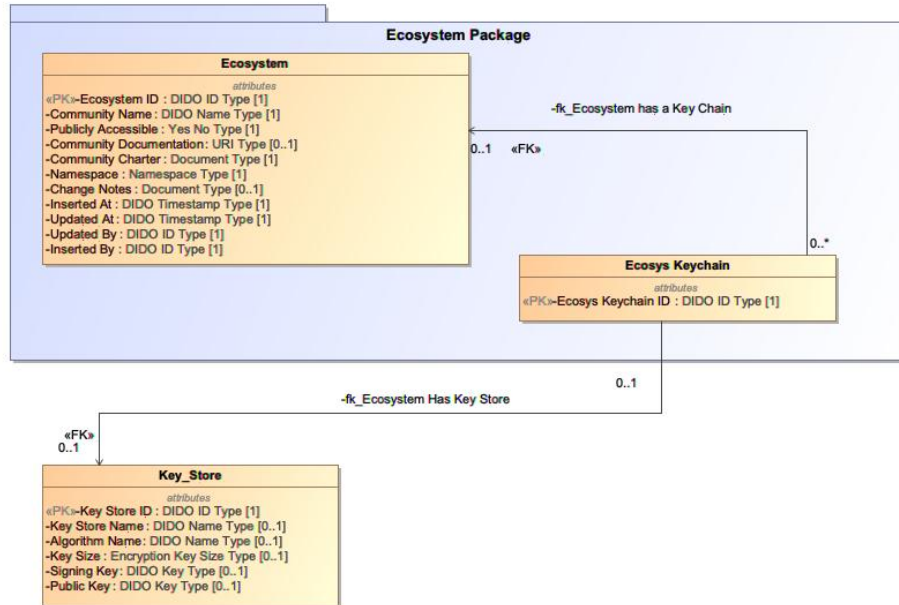 Ecosystem Package
Ecosystem
attributes
«PK»-Ecosystem ID : DIDO ID Type [1]
-Community Name : DIDO Name Type [1]
-Publicly Accessible : Yes No Type [1]
-Community Documentation : URI Type [0..1]
-Community Charter : Document Type [1]
-Namespace : Namespace Type [1]
-Change Notes : Document Type [0..1]
-Inserted At : DIDO Timestamp Type [1]
-Updated At : DIDO Timestamp Type [1]
-Updated By : DIDO ID Type [1]
-Inserted By : DIDO ID Type [1]
-fk_Ecosystem has a Key Chain
0..1 «FK»
0..*
Ecosys Keychain
attributes
«PK»-Ecosys Keychain ID : DIDO ID Type [1]
0..1
-fk_Ecosystem Has Key Store
«FK»
0..1
Key_Store
attributes
«PK»-Key Store ID : DIDO ID Type [1]
-Key Store Name : DIDO Name Type [0..1]
-Algorithm Name : DIDO Name Type [0..1]
-Key Size : Encryption Key Size Type [0..1]
-Signing Key : DIDO Key Type [0..1]
-Public Key : DIDO Key Type [0..1]